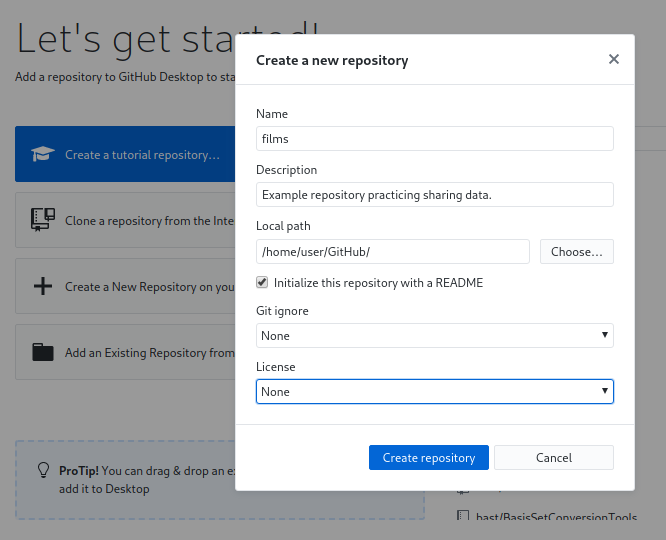 Let's get started!
Add a repository to GitHub Desktop to sta
Create a tutorial repository...
Clone a repository from the Inte
Create a New Repository on you
Add an Existing Repository from
ProTip! You can drag & drop an ex
add it to Desktop
Create a new repository
Name
films
Description
Example repository practicing sharing data.
Local path
/home/user/GitHub/
Choose...
Initialize this repository with a README
Git ignore
None
License
None
Create repository
Cancel
bast/BasisSetConversionTools